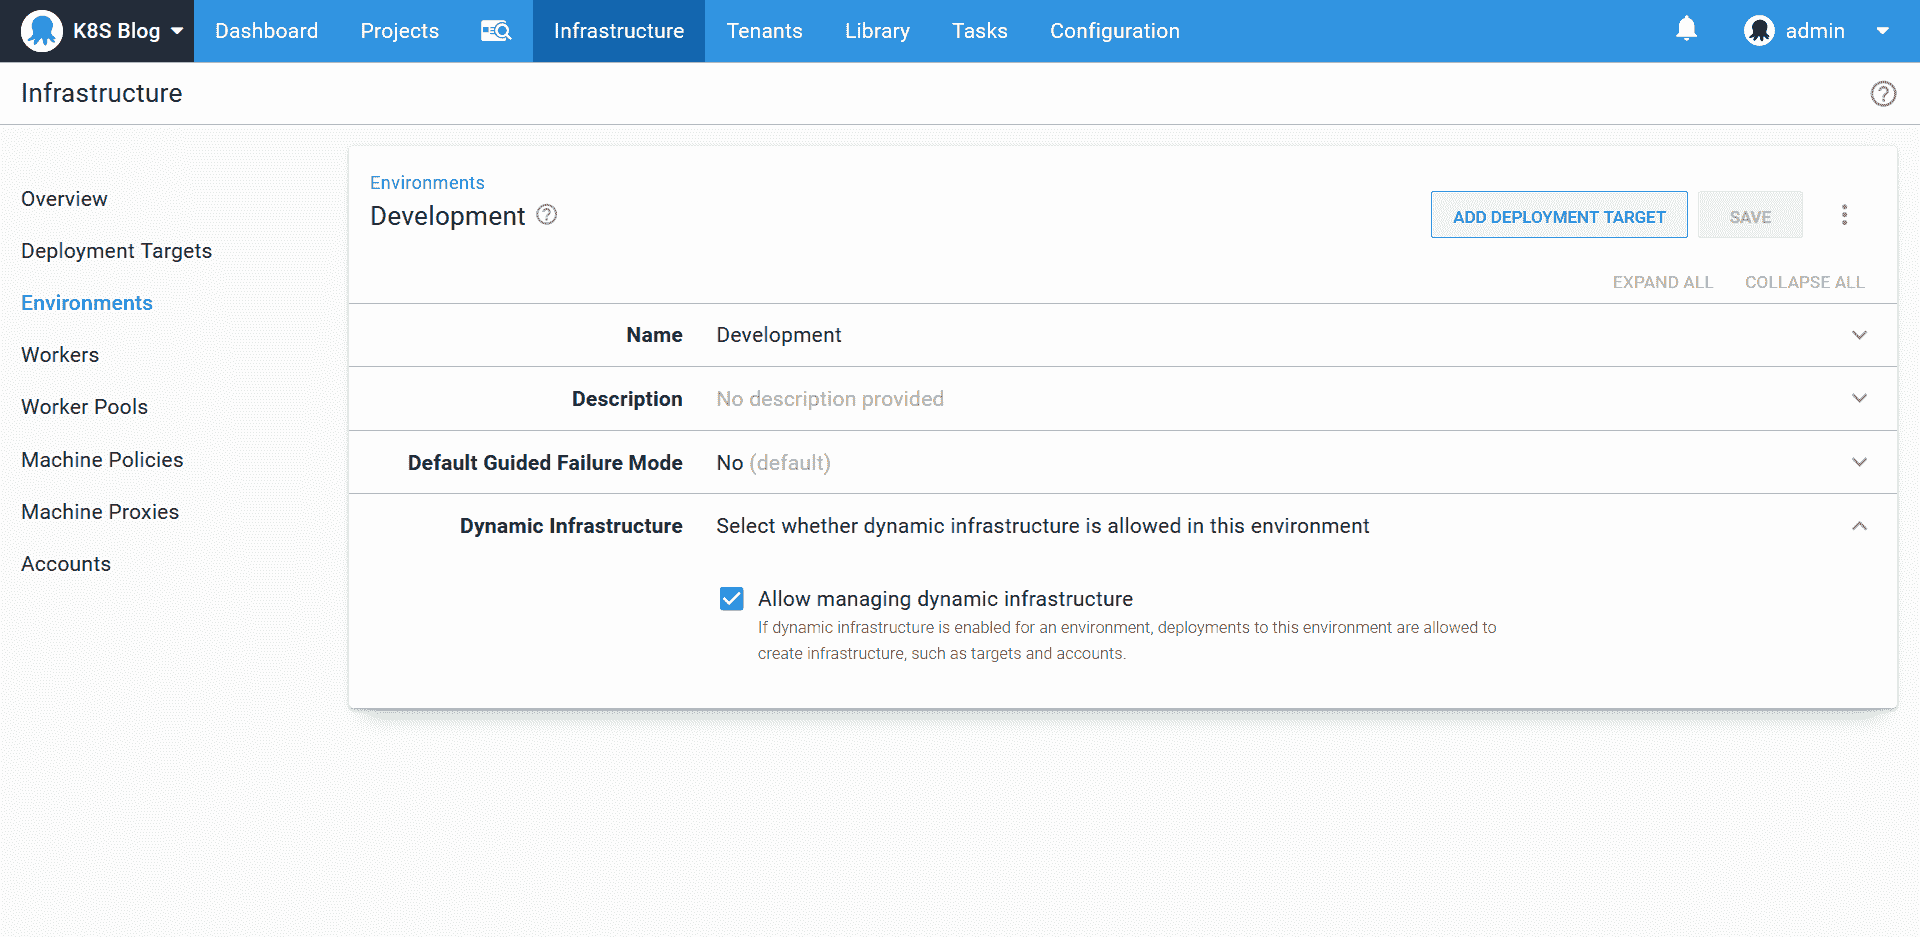 K8S Blog Dashboard Projects Infrastructure Tenants Library Tasks Configuration admin
Infrastructure
Overview
Deployment Targets
Environments
Workers
Worker Pools
Machine Policies
Machine Proxies
Accounts
Environments
Development
ADD DEPLOYMENT TARGET SAVE
EXPAND ALL COLLAPSE ALL
Name Development
Description No description provided
Default Guided Failure Mode No (default)
Dynamic Infrastructure Select whether dynamic infrastructure is allowed in this environment
Allow managing dynamic infrastructure
If dynamic infrastructure is enabled for an environment, deployments to this environment are allowed to
create infrastructure, such as targets and accounts.